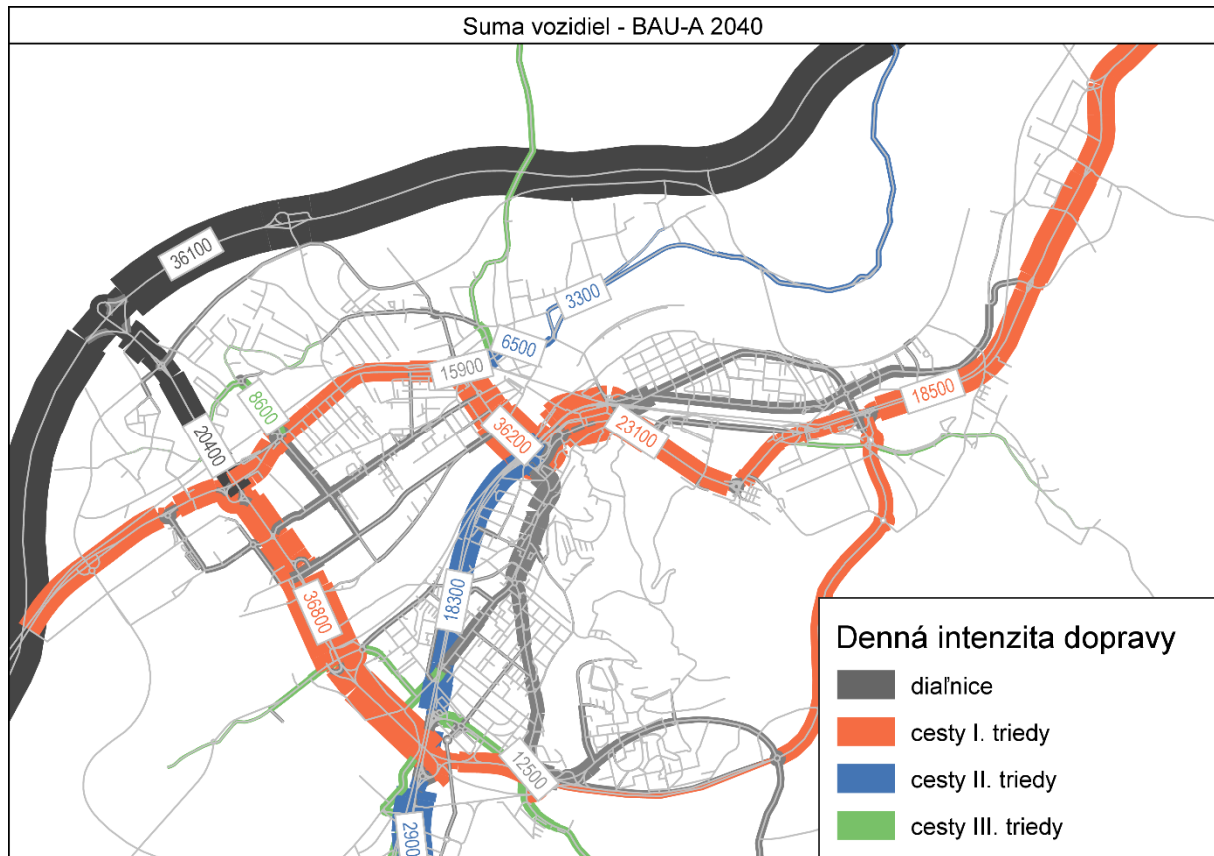 Suma vozidiel - BAU-A 2040
36100
3300
6500
15900
18500
8600
36200
23100
20400
18300
36800
12500
2900
Denná intenzita dopravy
diaľnice
cesty I. triedy
cesty II. triedy
cesty III. triedy